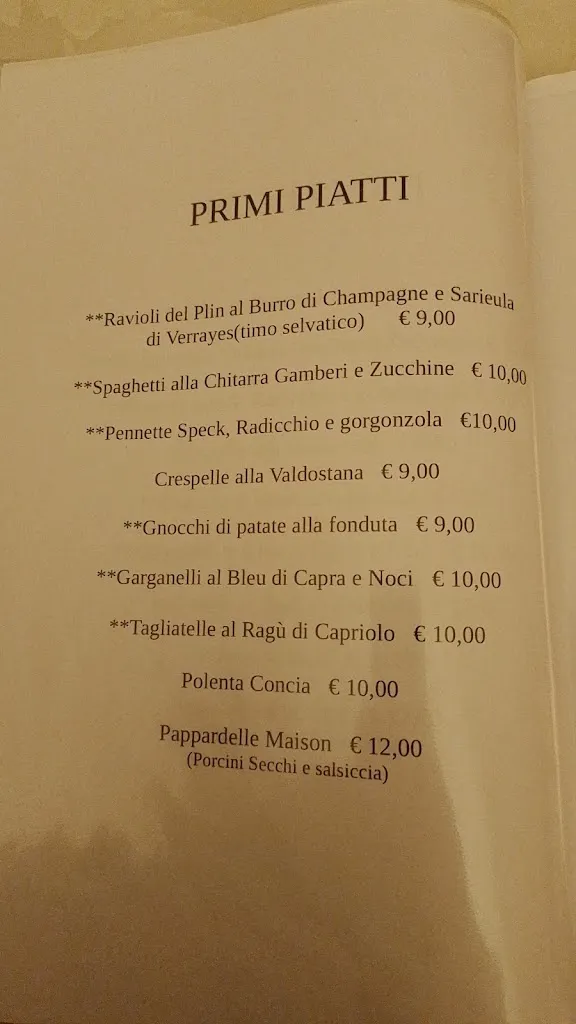 PRIMI PIATTI
**Ravioli del Plin al Burro di Champagne e Sarieula
di Verrayes(timo selvatico) € 9,00
**Spaghetti alla Chitarra Gamberi e Zucchine € 10,00
**Pennette Speck, Radicchio e gorgonzola €10,00
Crespelle alla Valdostana € 9,00
**Gnocchi di patate alla fonduta € 9,00
**Garganelli al Bleu di Capra e Noci € 10,00
**Tagliatelle al Ragù di Capriolo € 10,00
Polenta Concia € 10,00
Pappardelle Maison € 12,00
(Porcini Secchi e salsiccia)